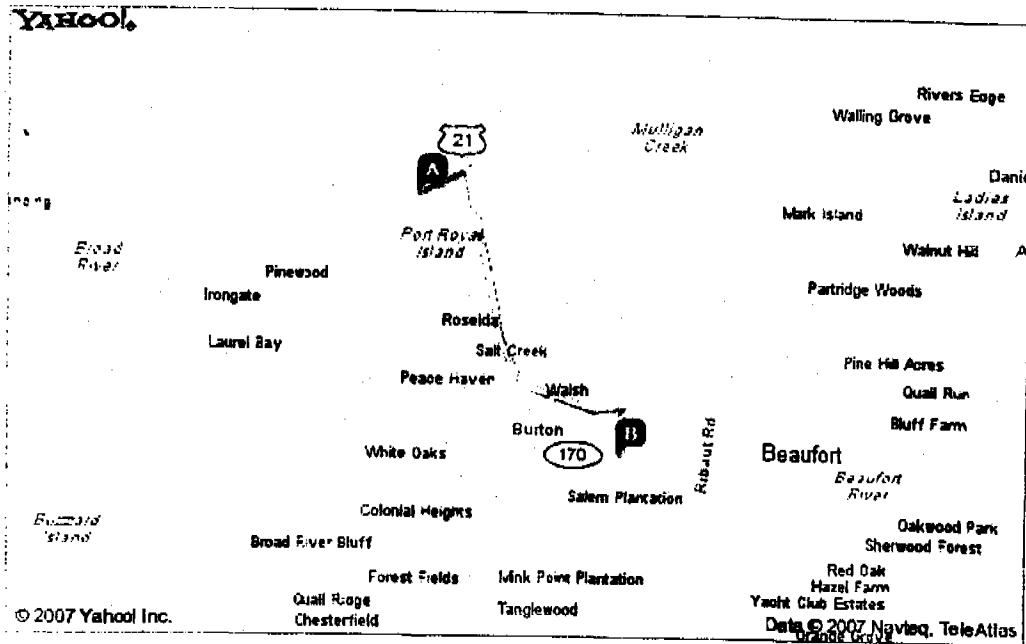 YAHOO!
Rivers Edge
Walling Grove
Mulligan
Creek
21
A
Ladies
Island
Mark Island
Broad
River
Port Royal
Island
Walnut Hill
A
Pinewood
Irongate
Partridge Woods
Roseida
Laurel Bay
Salt Creek
Pine Hill Acres
Peace Haven
Walsh
Quail Run
Burton
B
Bluff Farm
White Oaks
170
Ribaut Rd
Beaufort
Beaufort
River
Salem Plantation
Colonial Heights
Buzzard
Island
Oakwood Park
Broad River Bluff
Sherwood Forest
Forest Fields
Mink Point Plantation
Red Oak
Hazel Farm
Quail Ridge
Yacht Club Estates
Tanglewood
© 2007 Yahoo! Inc.
Chesterfield
Data © 2007 Navteq, TeleAtlas
Orange Grove